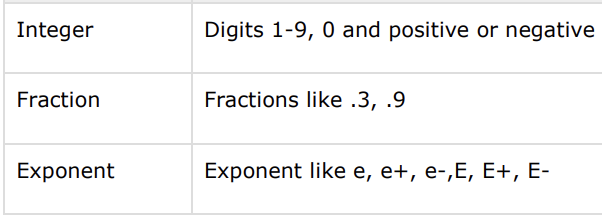 Integer Digits 1-9, 0 and positive or negative
Fraction Fractions like .3, .9
Exponent Exponent like e, e+, e-,E, E+, E-